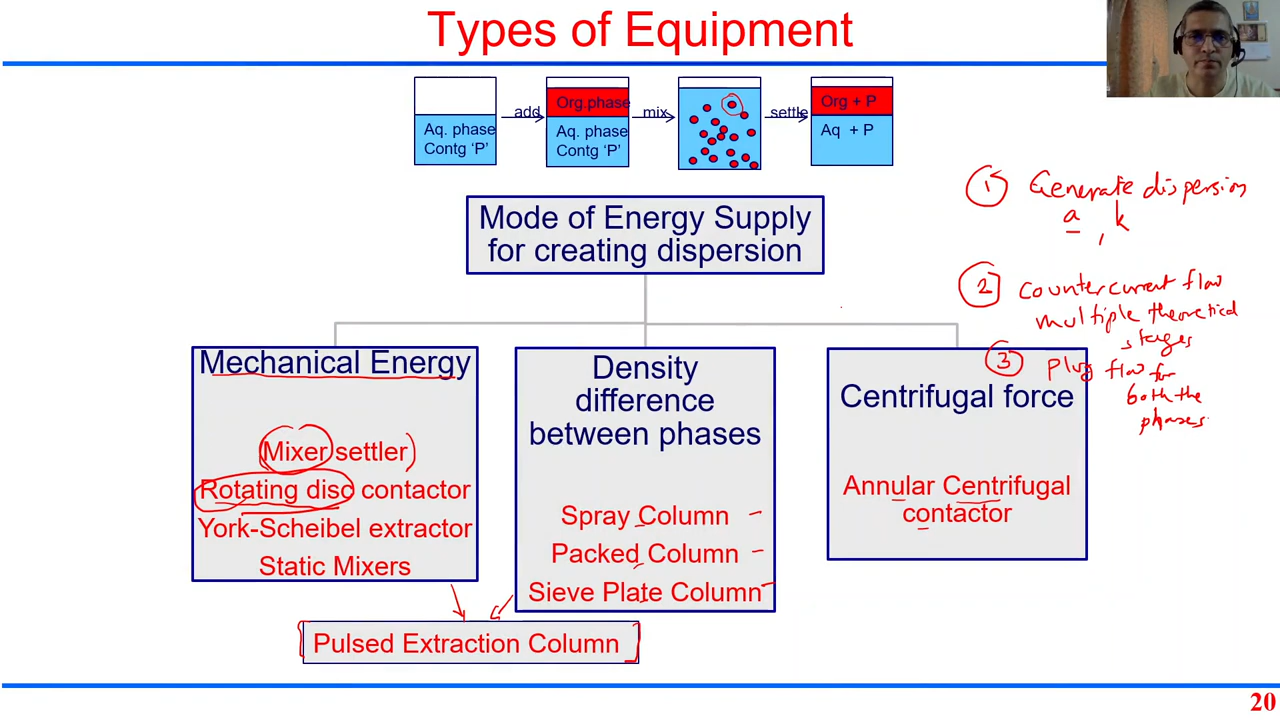 Types of Equipment
add
mix
settle
Org.phase
Org + P
Aq. phase
Contg 'P'
Aq. phase
Contg 'P'
Aq + P
① Generate dispersion
a , k
② Countercurrent flow
multiple theoretical
stages
③ Plug flow for
both the
phases.
Mode of Energy Supply
for creating dispersion
Mechanical Energy
Mixer settler
Rotating disc contactor
York-Scheibel extractor
Static Mixers
Density
difference
between phases
Spray Column
Packed Column
Sieve Plate Column
Centrifugal force
Annular Centrifugal
contactor
Pulsed Extraction Column
20